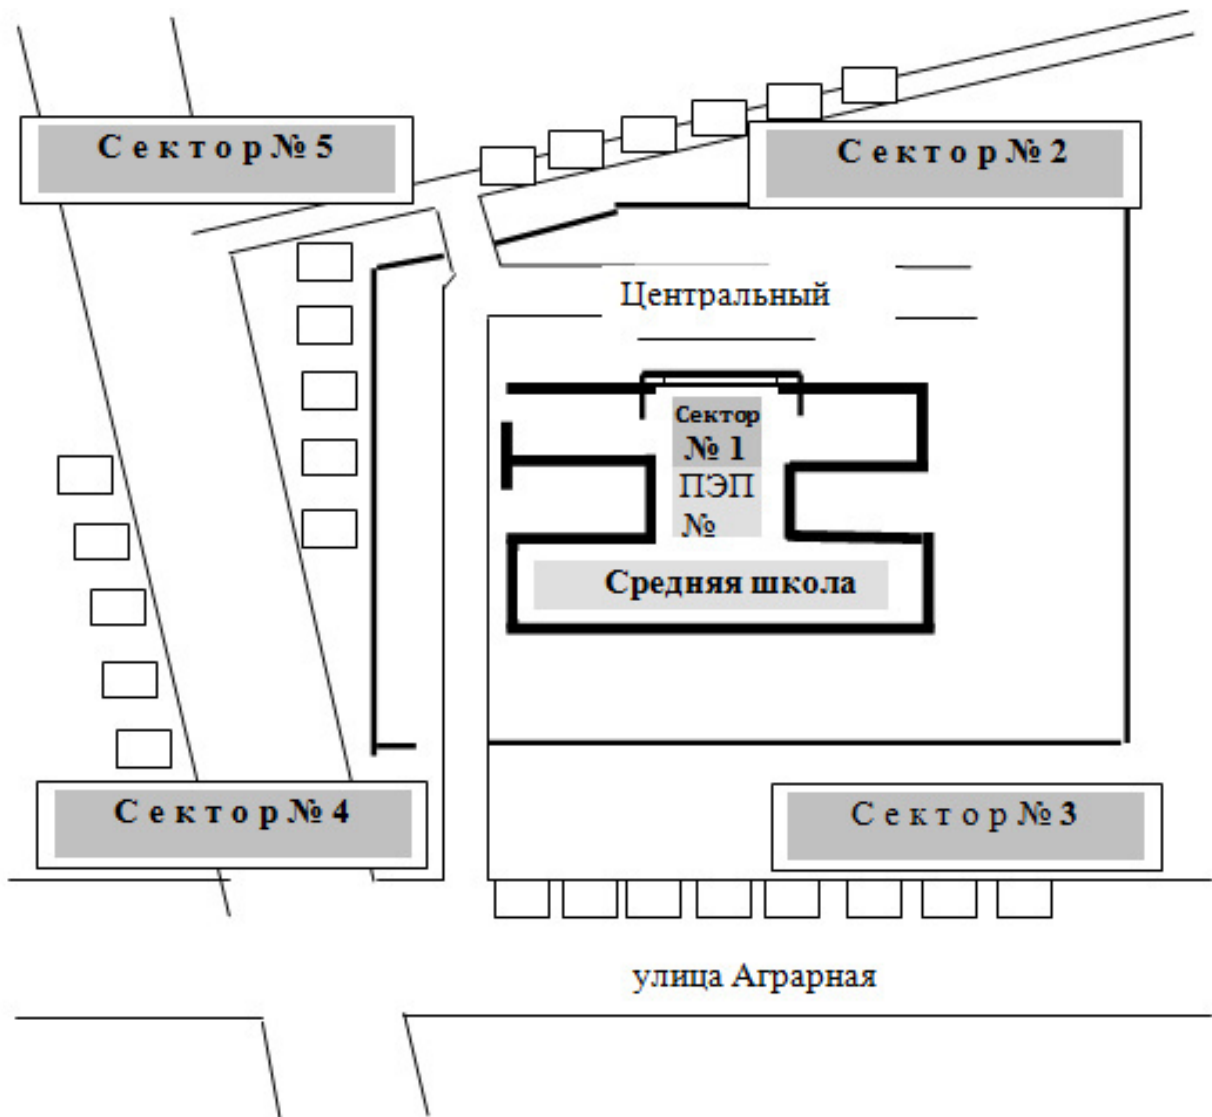 Сектор № 5
Сектор № 2
Центральный
Сектор
№ 1
ПЭП
№
Средняя школа
Сектор № 4
Сектор № 3
улица Аграрная